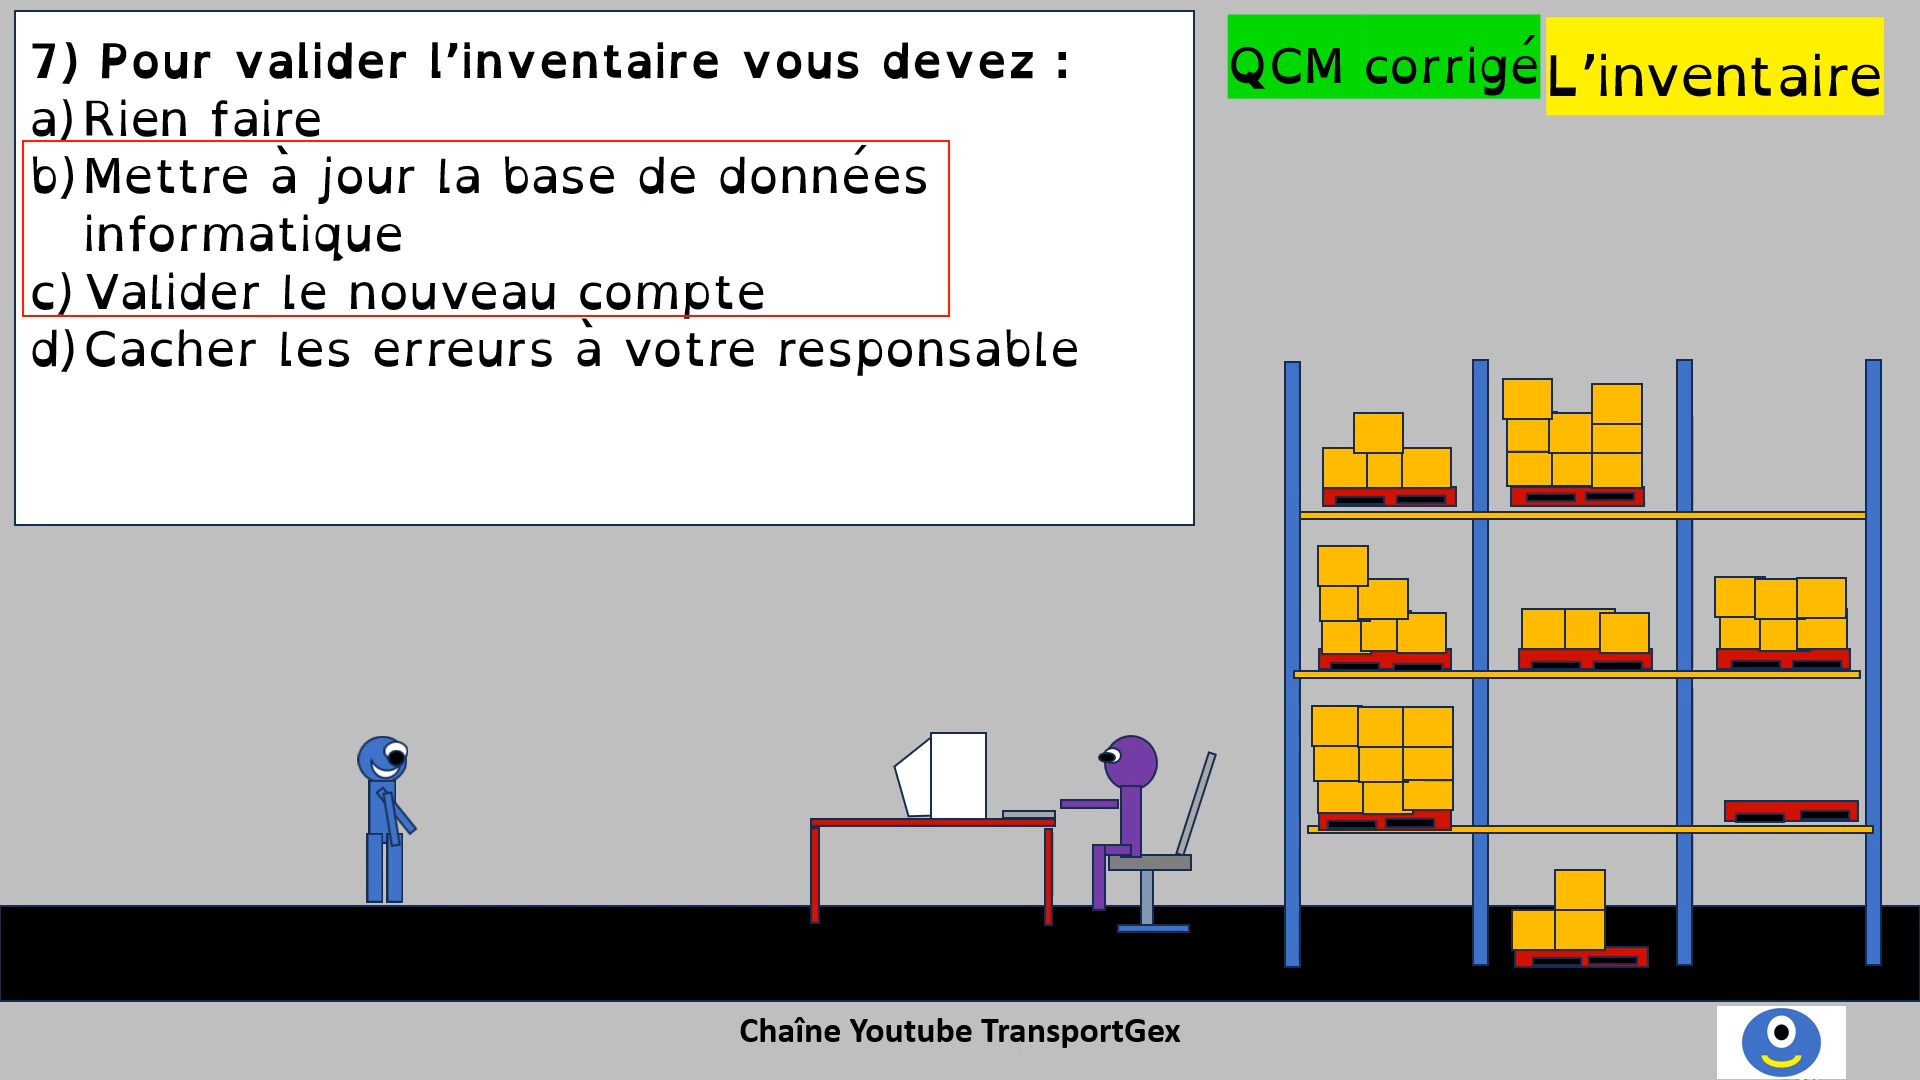 7) Pour valider l’inventaire vous devez :
a) Rien faire
b) Mettre à jour la base de données
informatique
c) Valider le nouveau compte
d) Cacher les erreurs à votre responsable
QCM corrigé
L’inventaire
Chaîne Youtube TransportGex